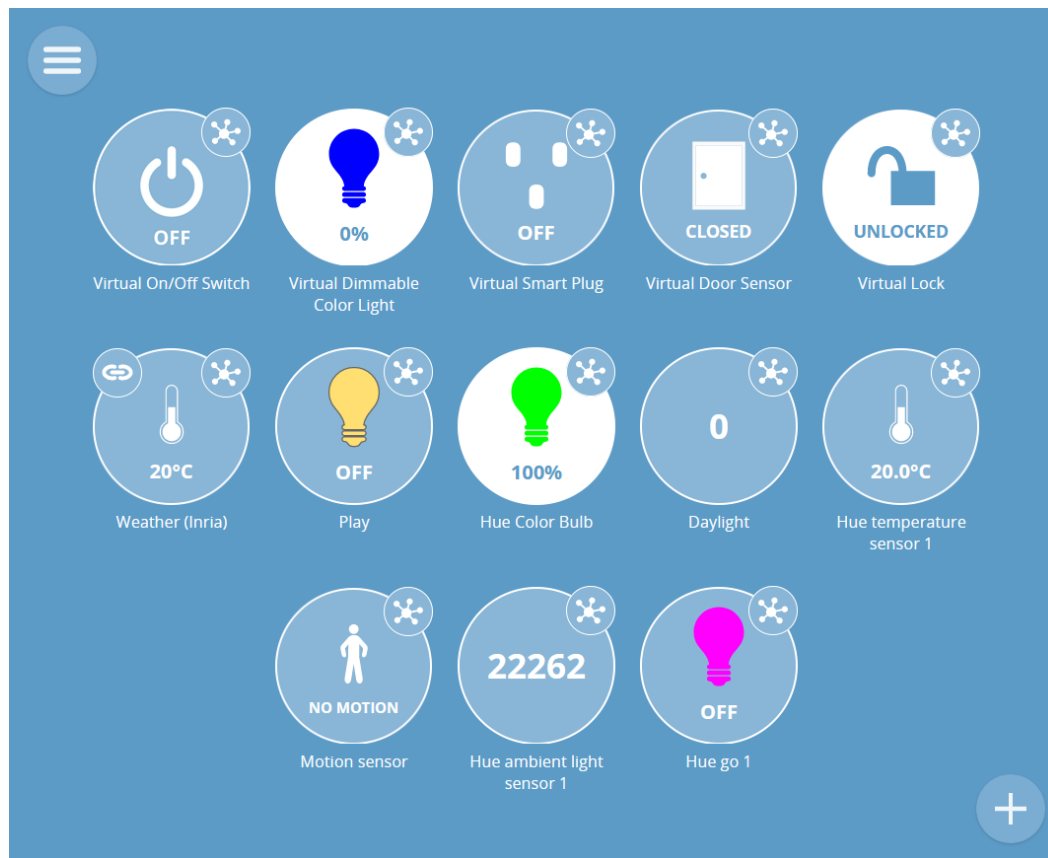 OFF
Virtual On/Off Switch
0%
Virtual Dimmable
Color Light
OFF
Virtual Smart Plug
CLOSED
Virtual Door Sensor
UNLOCKED
Virtual Lock
20°C
Weather (Inria)
OFF
Play
100%
Hue Color Bulb
0
Daylight
20.0°C
Hue temperature
sensor 1
NO MOTION
Motion sensor
22262
Hue ambient light
sensor 1
OFF
Hue go 1